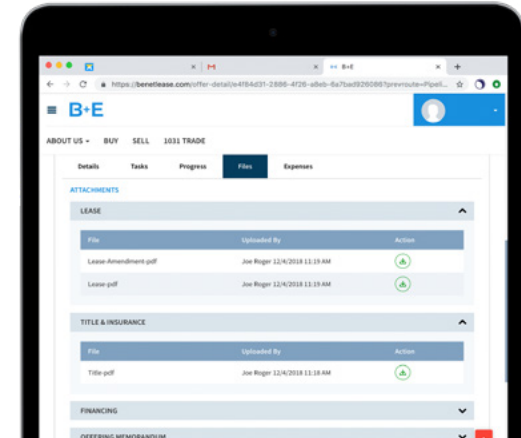 B+E
https://benetlease.com/offer-detail/e4f64d31-2886-4f26-a8eb-6a7bad926086?prevroute=Pipeli...
B+E
ABOUT US BUY SELL 1031 TRADE
Details Tasks Progress Files Expenses
ATTACHMENTS
LEASE
File Uploaded By Action
Lease-Amendment-pdf Joe Roger 12/4/2018 11:19 AM
Lease-pdf Joe Roger 12/4/2018 11:19 AM
TITLE & INSURANCE
File Uploaded By Action
Title-pdf Joe Roger 12/4/2018 11:18 AM
FINANCING
OFFERING MEMORANDUM